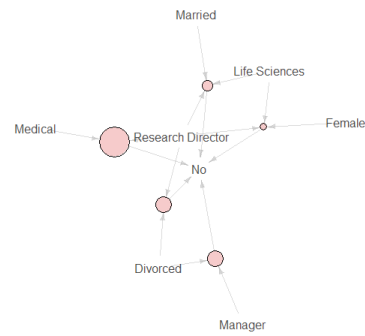 Married
Life Sciences
Female
Medical
Research Director
No
Divorced
Manager